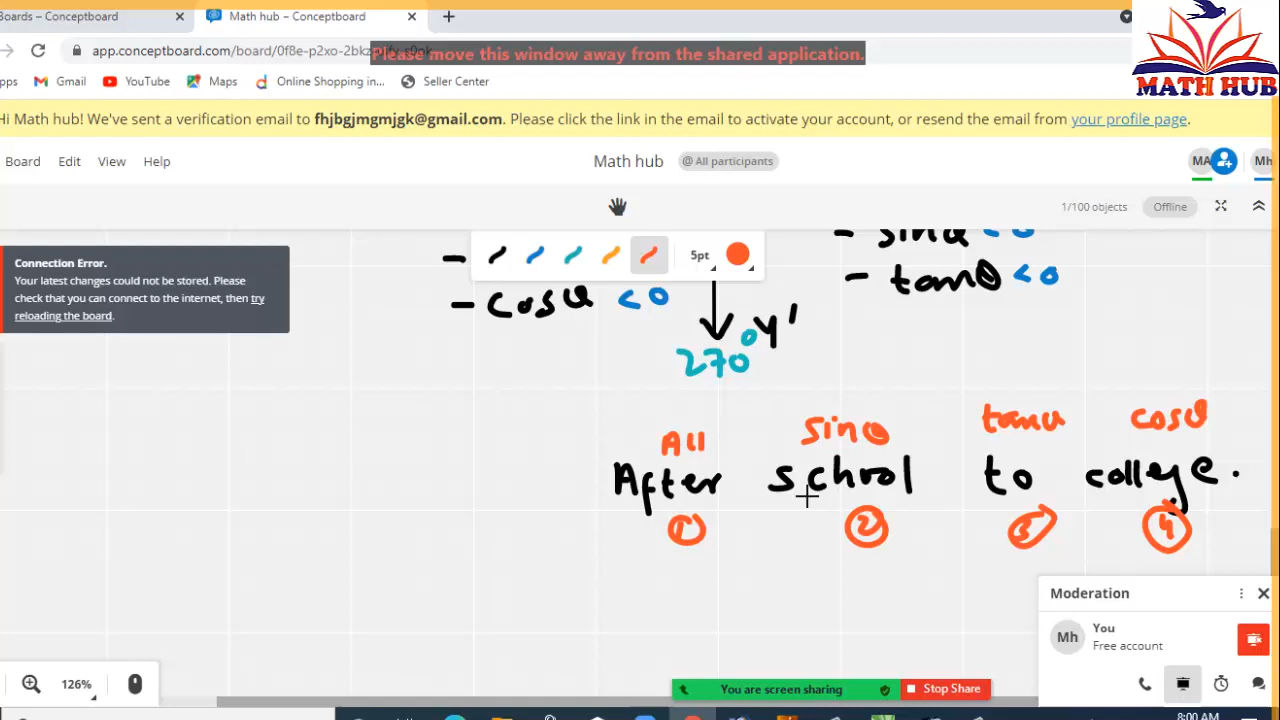 Boards – Conceptboard × Math hub – Conceptboard × +
app.conceptboard.com/board/0f8e-p2xo-2bkz
Please move this window away from the shared application.
MATH HUB
pps Gmail YouTube Maps Online Shopping in... Seller Center
Hi Math hub! We've sent a verification email to fhjbgjmgmjgk@gmail.com. Please click the link in the email to activate your account, or resend the email from your profile page.
Board Edit View Help Math hub @ All participants MA Mh
1/100 objects Offline
5pt
- sinθ <0
- tanθ <0
Connection Error.
Your latest changes could not be stored. Please
check that you can connect to the internet, then try
reloading the board.
- cosθ <0
y'
270°
All sinθ tanθ cosθ
After school to college.
1 2 3 4
Moderation
Mh You
Free account
126%
You are screen sharing Stop Share
8:00 AM